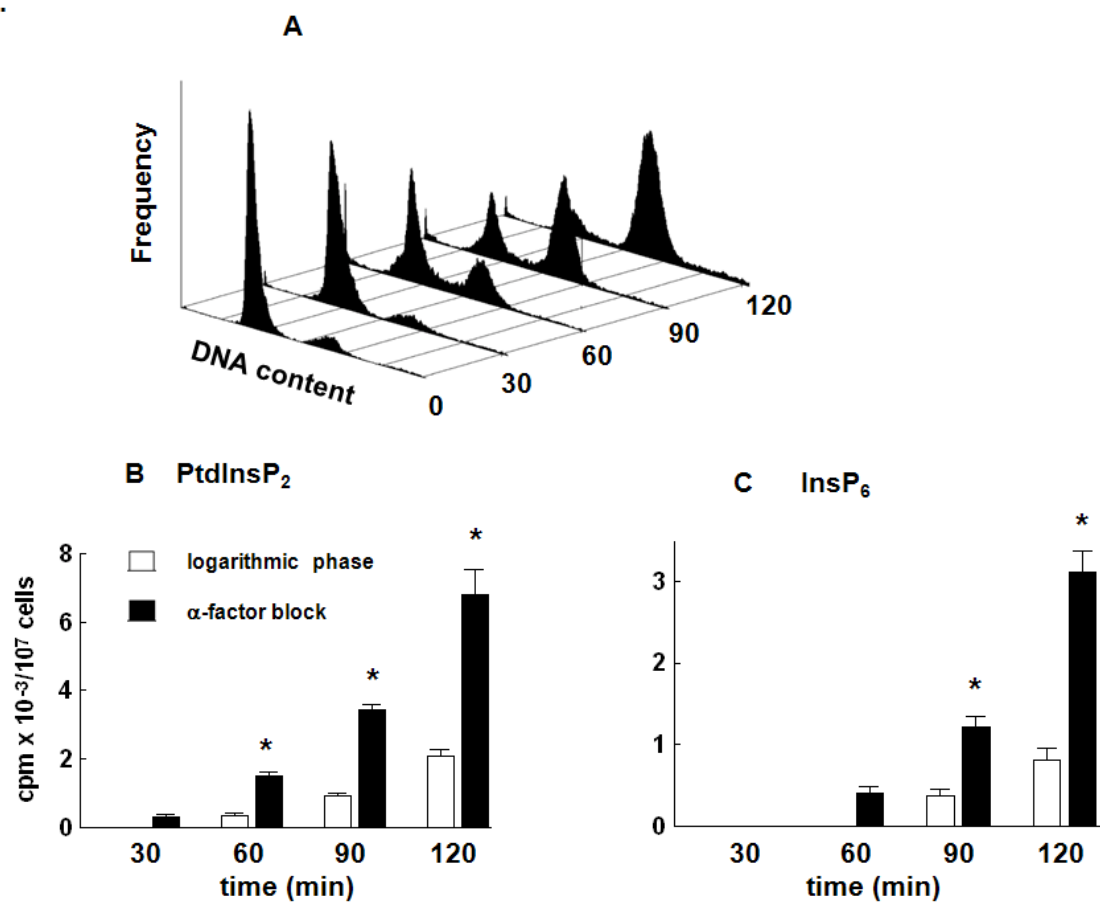 .
A
Frequency
DNA content
0
30
60
90
120
B PtdInsP2
C InsP6
cpm x 10-3/107 cells
8
6
4
2
0
logarithmic phase
α-factor block
*
*
*
30 60 90 120
time (min)
3
2
1
0
*
*
30 60 90 120
time (min)